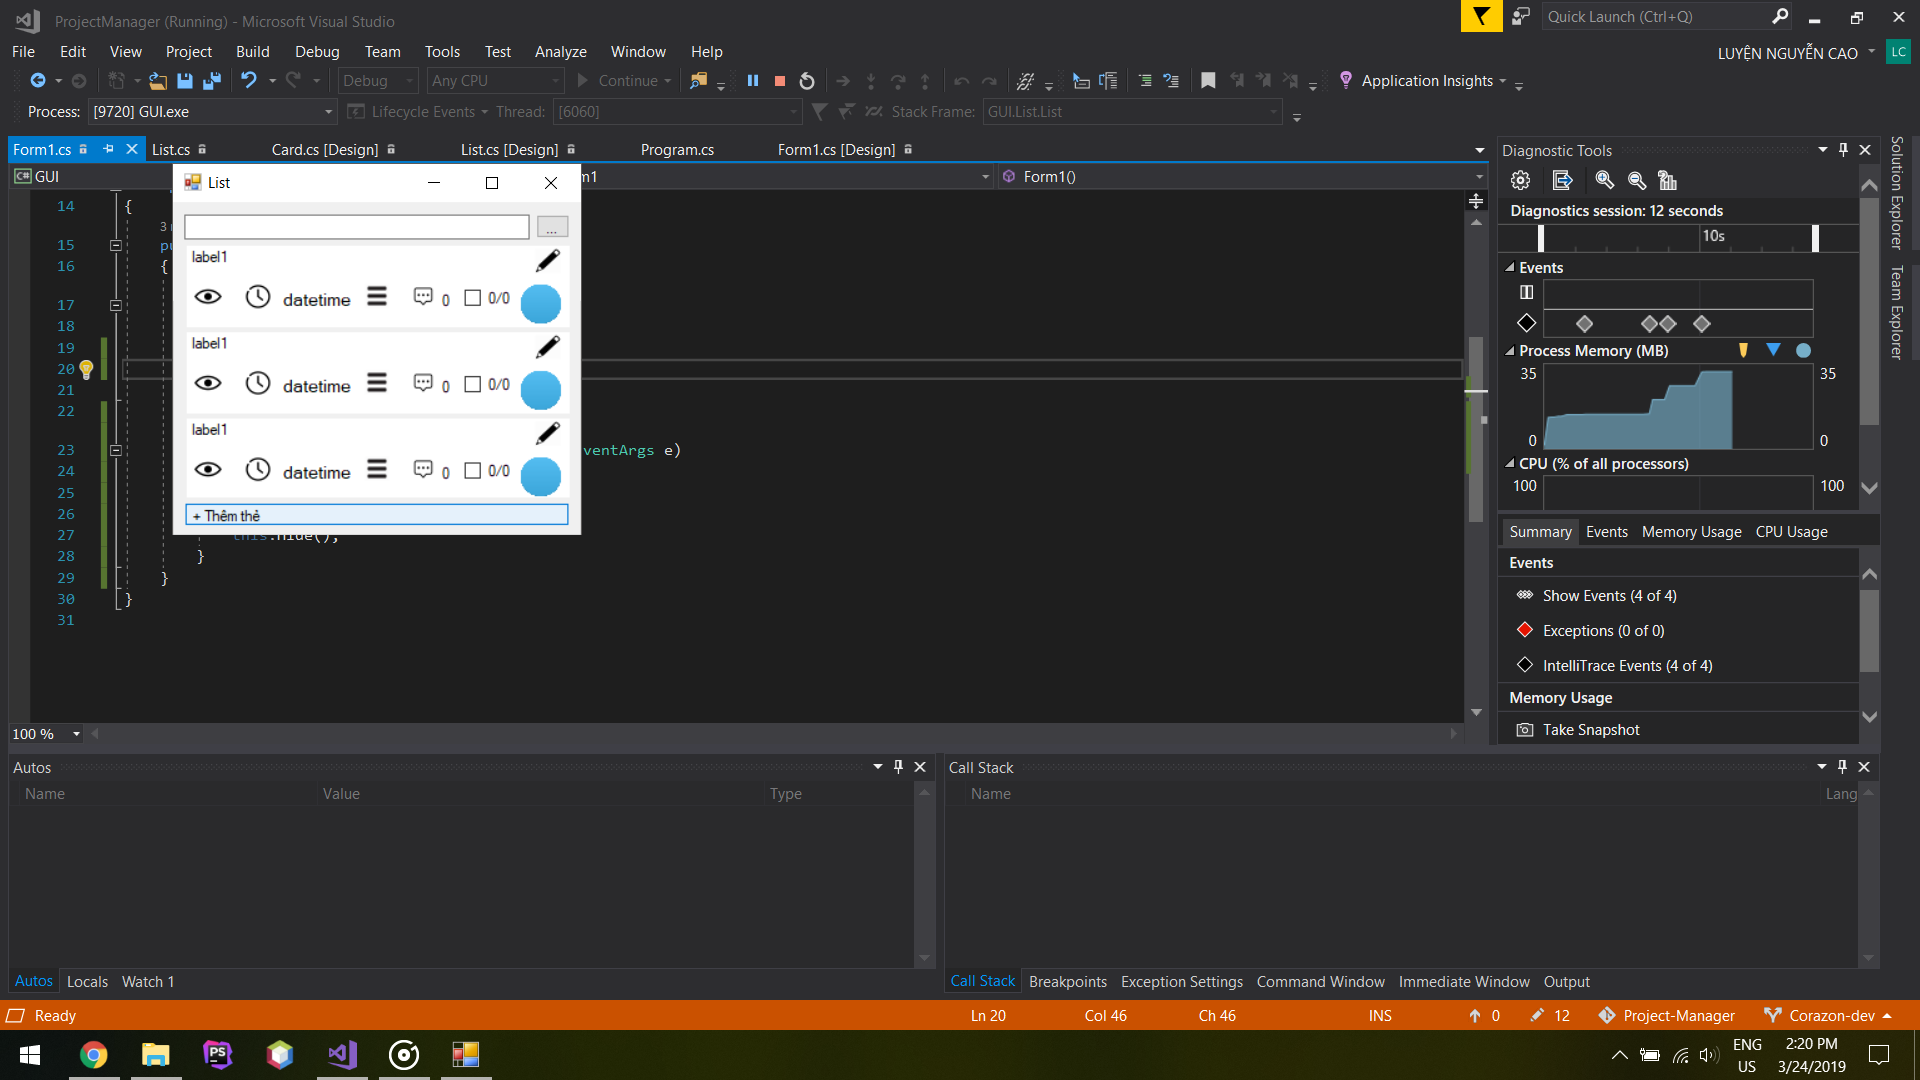 ProjectManager (Running) - Microsoft Visual Studio
Quick Launch (Ctrl+Q)
File Edit View Project Build Debug Team Tools Test Analyze Window Help
LUYỆN NGUYỄN CAO LC
Debug Any CPU Continue Application Insights
Process: [9720] GUI.exe Lifecycle Events Thread: [6060] Stack Frame: GUI.List.List
Form1.cs List.cs Card.cs [Design] List.cs [Design] Program.cs Form1.cs [Design]
C# GUI
m1 Form1()
List
...
label1
datetime 0 0/0
label1
datetime 0 0/0
label1
datetime 0 0/0
+ Thêm thẻ
14 {
3
15 pu
16 {
17
18
19
20
21
22
23 ventArgs e)
24
25
26
27 this.Hide();
28 }
29 }
30 }
31
100 %
Diagnostic Tools
Diagnostics session: 12 seconds
10s
Events
Process Memory (MB)
35 35
0 0
CPU (% of all processors)
100 100
Summary Events Memory Usage CPU Usage
Events
Show Events (4 of 4)
Exceptions (0 of 0)
IntelliTrace Events (4 of 4)
Memory Usage
Take Snapshot
Solution Explorer
Team Explorer
Autos
Name Value Type
Autos Locals Watch 1
Call Stack
Name Lang
Call Stack Breakpoints Exception Settings Command Window Immediate Window Output
Ready Ln 20 Col 46 Ch 46 INS 0 12 Project-Manager Corazon-dev
PS
ENG
US
2:20 PM
3/24/2019